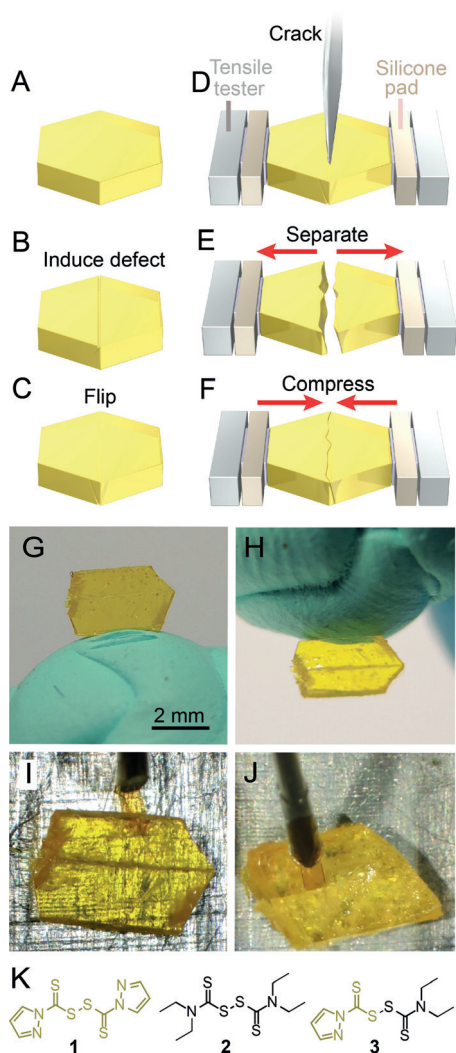 Crack
A
D
Tensile
tester
Silicone
pad
B
Induce defect
E
Separate
C
Flip
F
Compress
G
2 mm
H
I
J
K
S
S
S
S
N
N
N
N
1
S
S
S
S
N
N
2
S
S
S
S
N
N
N
3